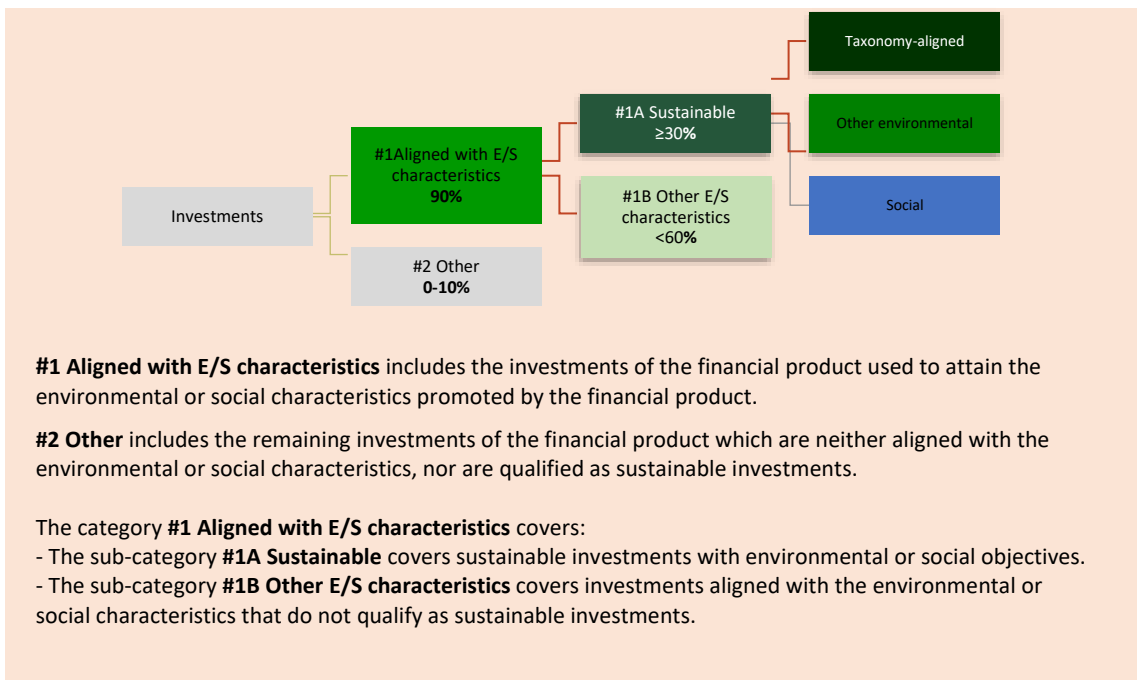 Taxonomy-aligned
#1A Sustainable
≥30%
Other environmental
#1Aligned with E/S
characteristics
90%
#1B Other E/S
characteristics
<60%
Social
Investments
#2 Other
0-10%
#1 Aligned with E/S characteristics includes the investments of the financial product used to attain the
environmental or social characteristics promoted by the financial product.
#2 Other includes the remaining investments of the financial product which are neither aligned with the
environmental or social characteristics, nor are qualified as sustainable investments.
The category #1 Aligned with E/S characteristics covers:
- The sub-category #1A Sustainable covers sustainable investments with environmental or social objectives.
- The sub-category #1B Other E/S characteristics covers investments aligned with the environmental or
social characteristics that do not qualify as sustainable investments.